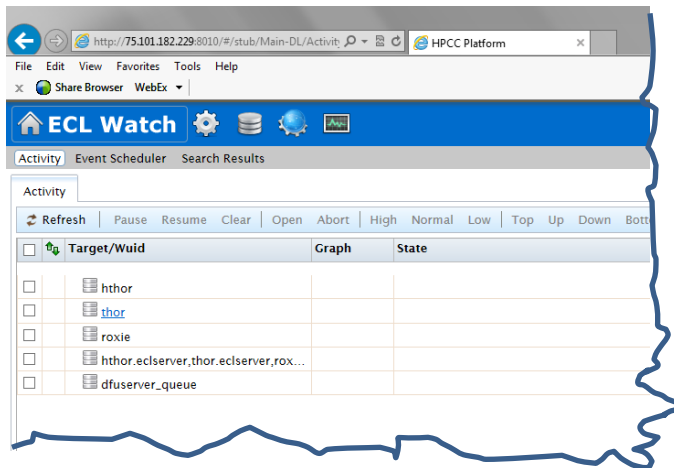 http://75.101.182.229:8010/#/stub/Main-DL/Activit HPCC Platform
File Edit View Favorites Tools Help
x Share Browser WebEx
ECL Watch
Activity Event Scheduler Search Results
Activity
Refresh Pause Resume Clear Open Abort High Normal Low Top Up Down Botto
Target/Wuid Graph State
hthor
thor
roxie
hthor.eclserver,thor.eclserver,rox...
dfuserver_queue